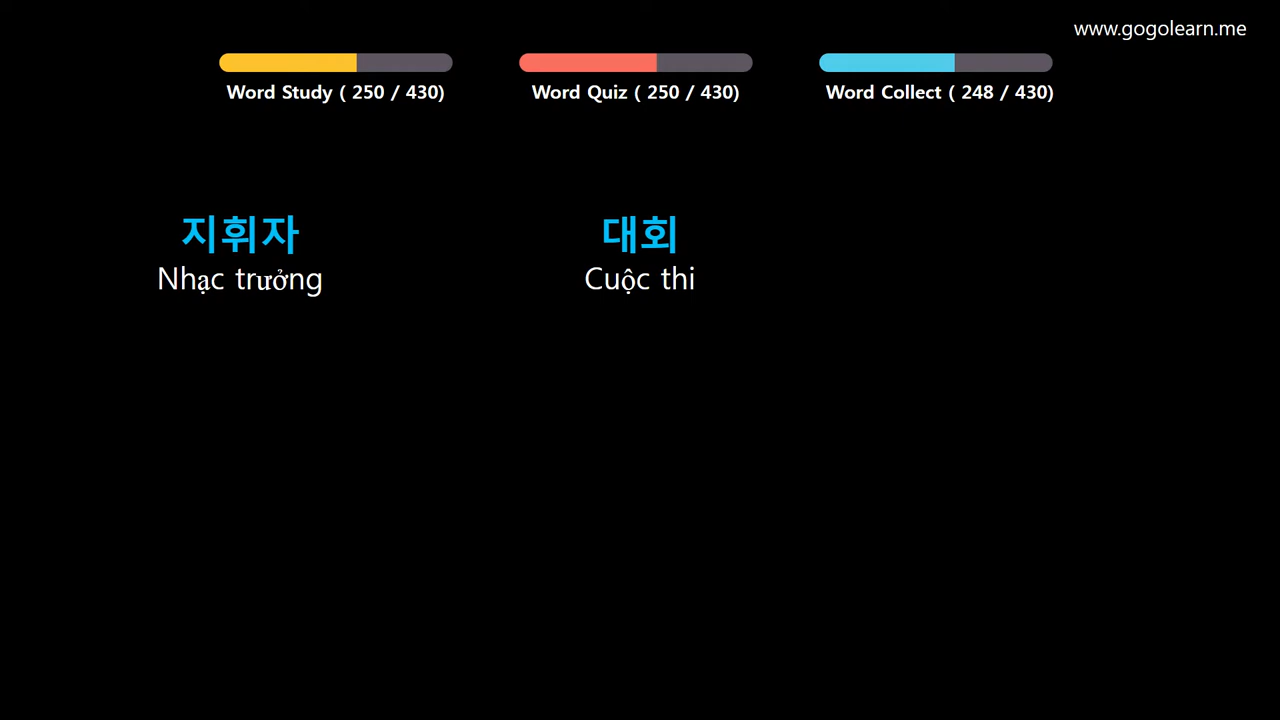 www.gogolearn.me
Word Study ( 250 / 430)
Word Quiz ( 250 / 430)
Word Collect ( 248 / 430)
지휘자
Nhạc trưởng
대회
Cuộc thi